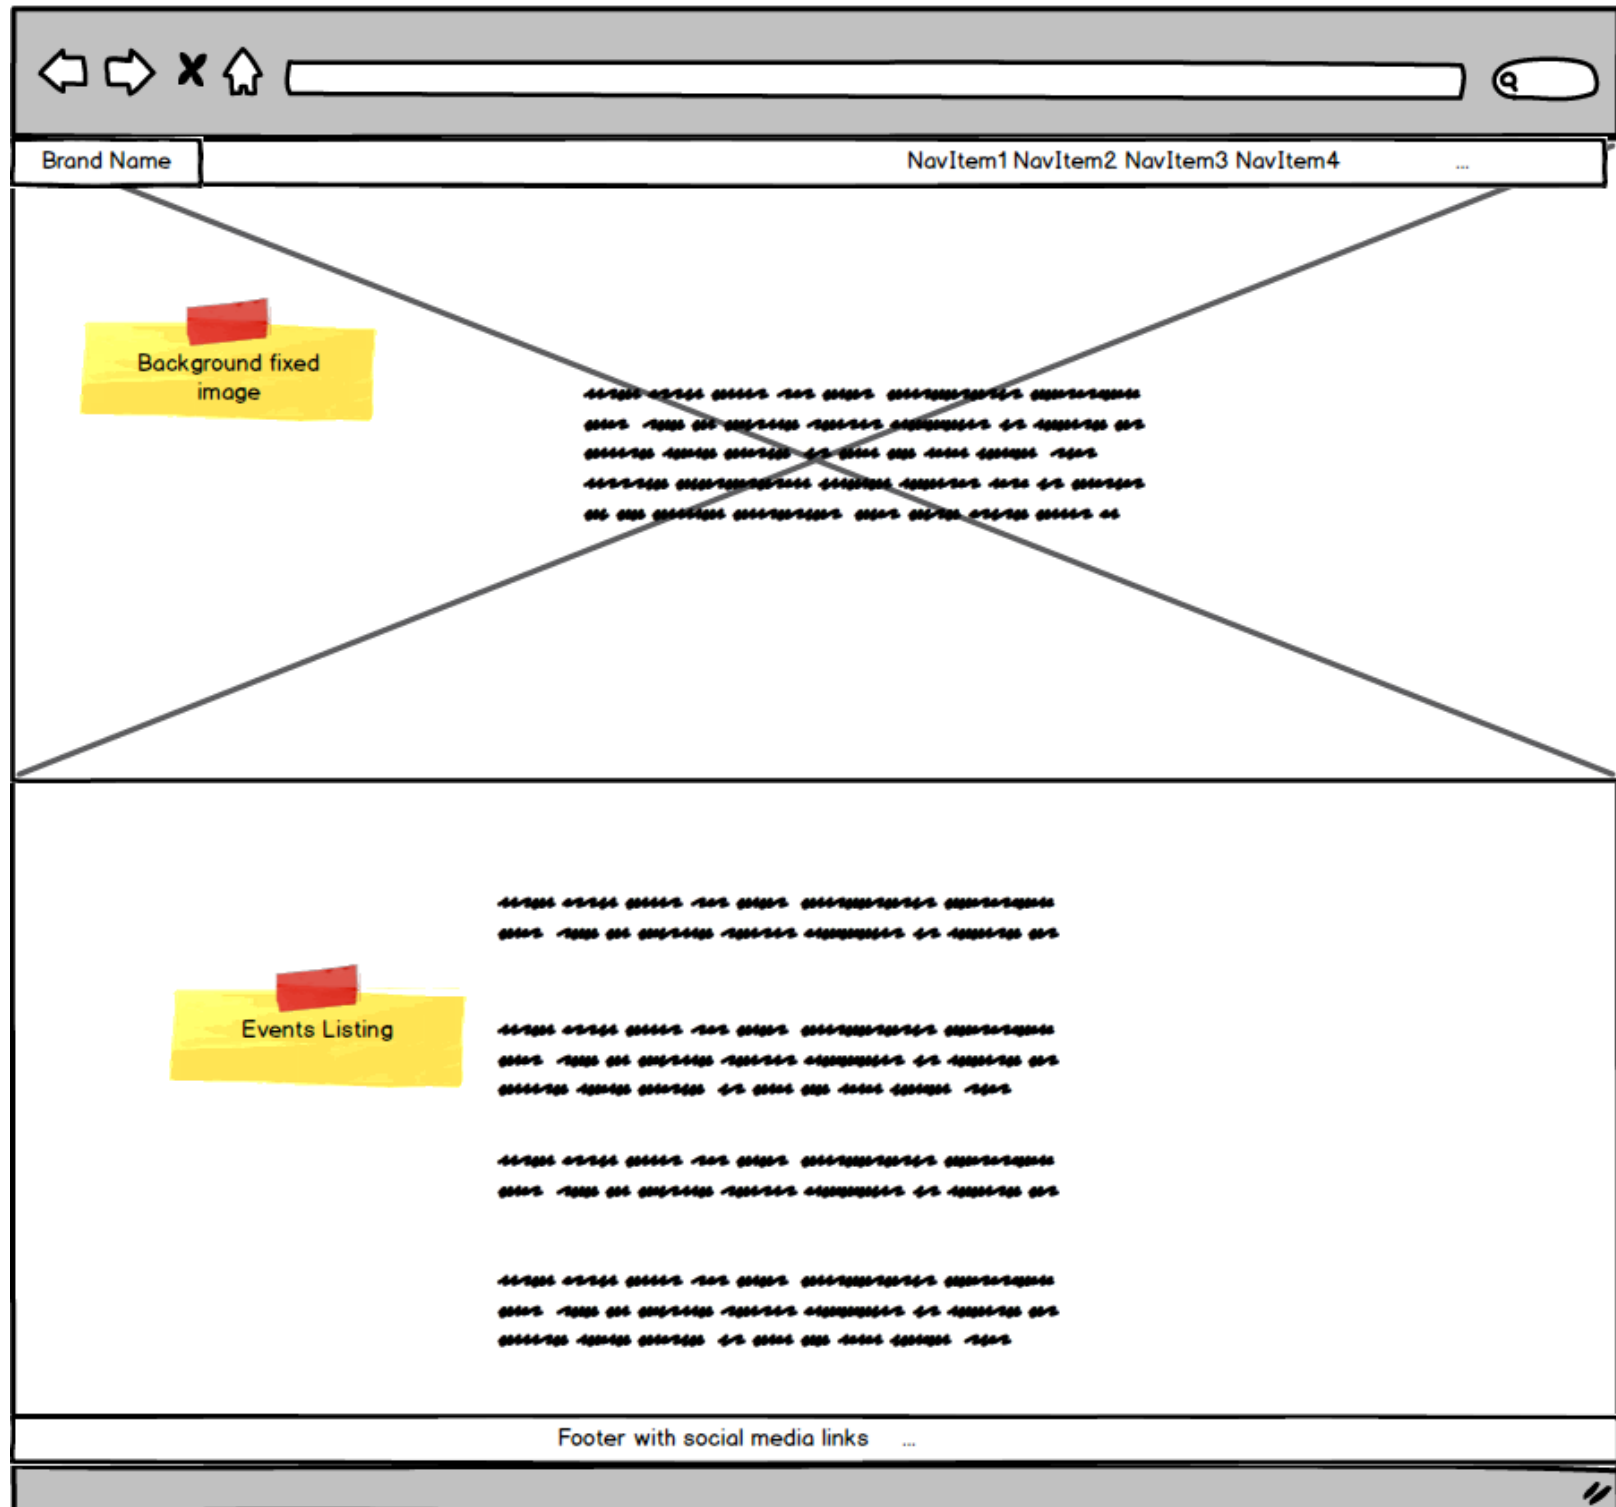 Brand Name
NavItem1 NavItem2 NavItem3 NavItem4 ...
Background fixed
image
Events Listing
Footer with social media links ...